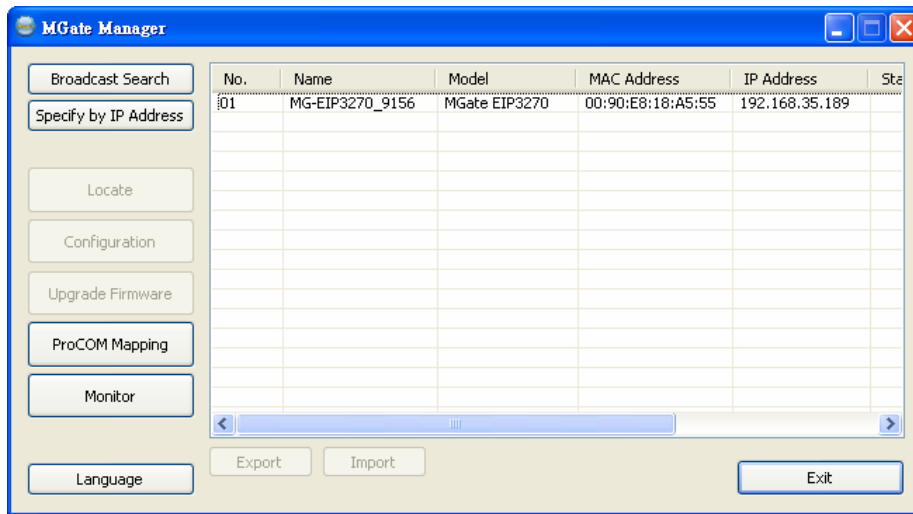 MGate Manager
Broadcast Search
Specify by IP Address
Locate
Configuration
Upgrade Firmware
ProCOM Mapping
Monitor
Language
No. Name Model MAC Address IP Address Sta
01 MG-EIP3270_9156 MGate EIP3270 00:90:E8:18:A5:55 192.168.35.189
Export Import
Exit